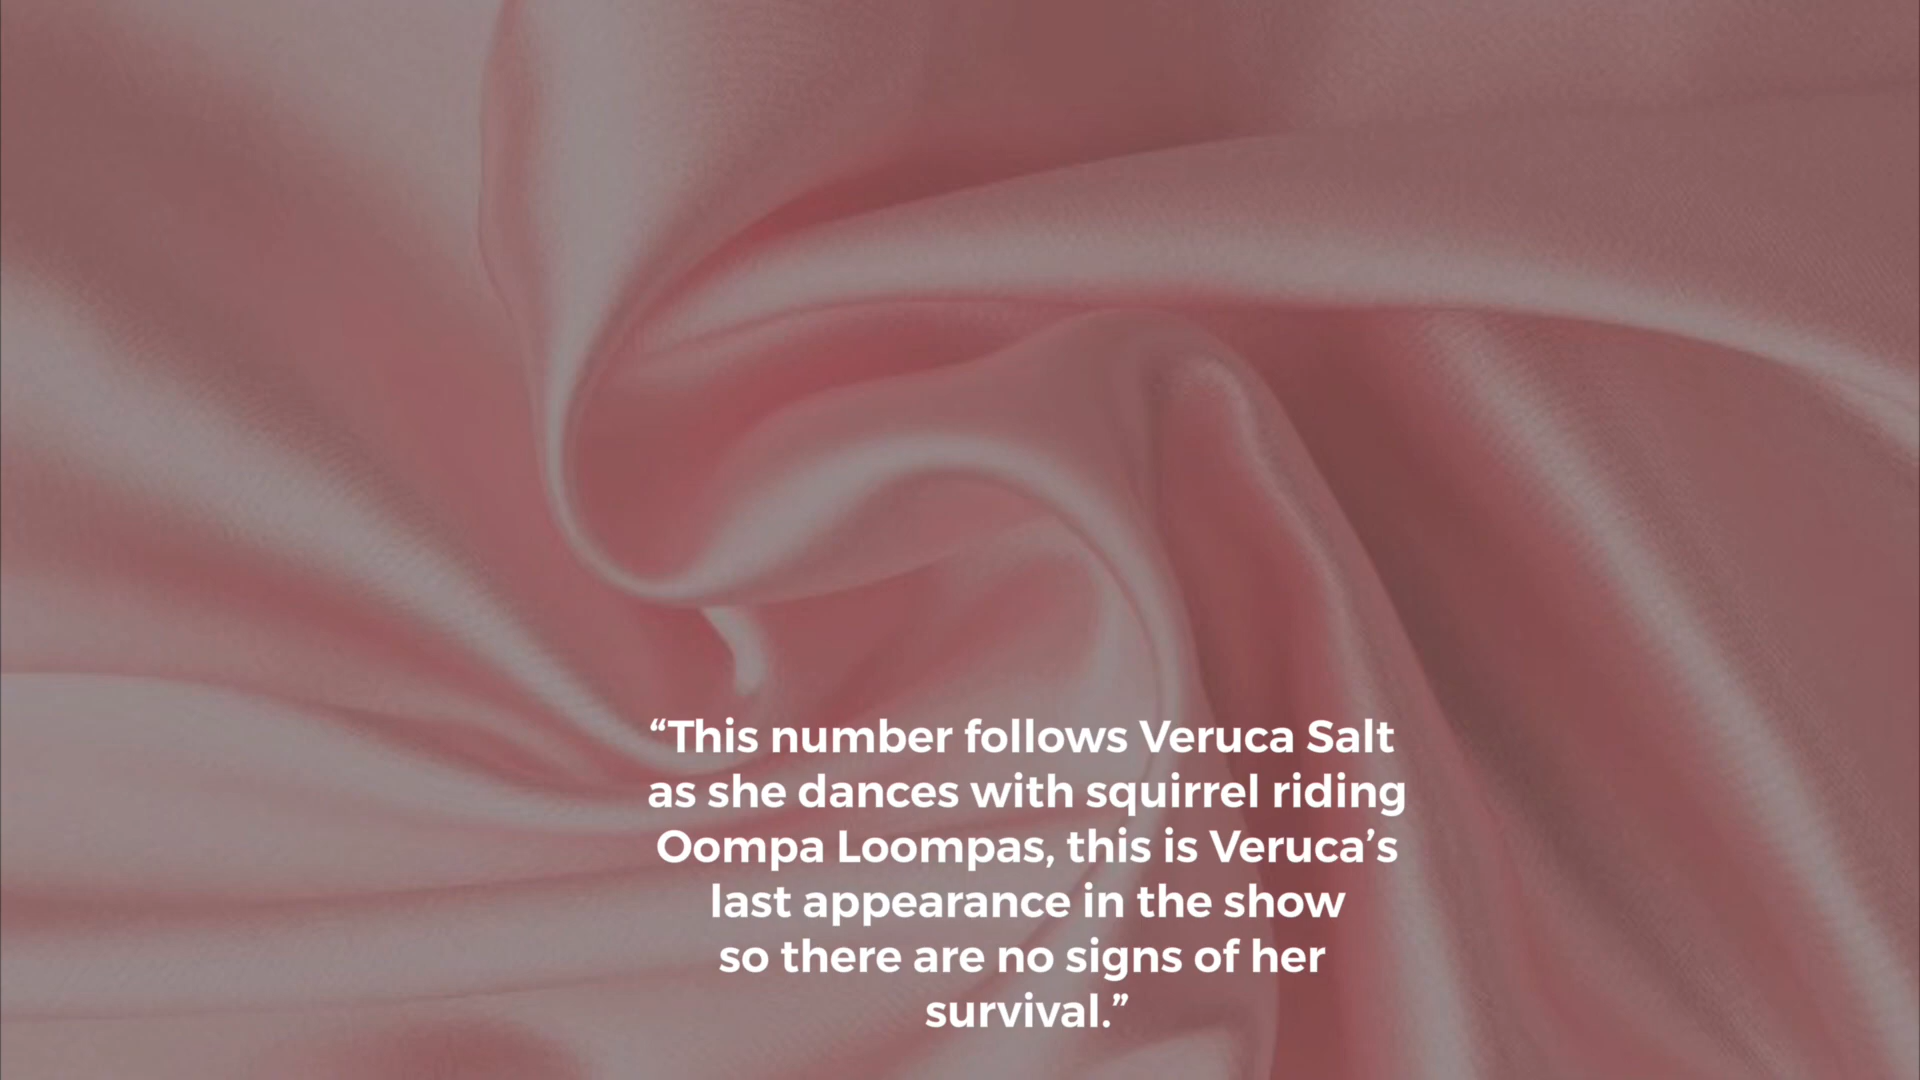 “This number follows Veruca Salt
as she dances with squirrel riding
Oompa Loompas, this is Veruca’s
last appearance in the show
so there are no signs of her
survival.”